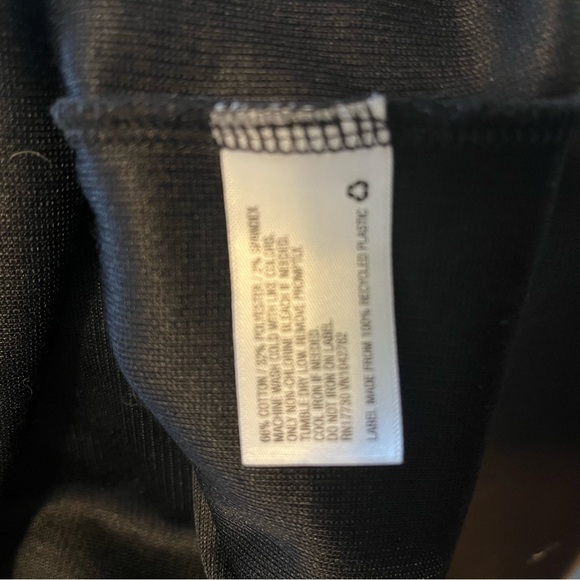 66% COTTON / 32% POLYESTER / 2% SPANDEX
MACHINE WASH COLD WITH LIKE COLORS.
ONLY NON-CHLORINE BLEACH IF NEEDED.
TUMBLE DRY LOW. REMOVE PROMPTLY.
COOL IRON IF NEEDED.
DO NOT IRON ON LABEL.
RN17730 VN1042782
LABEL MADE FROM 100% RECYCLED PLASTIC